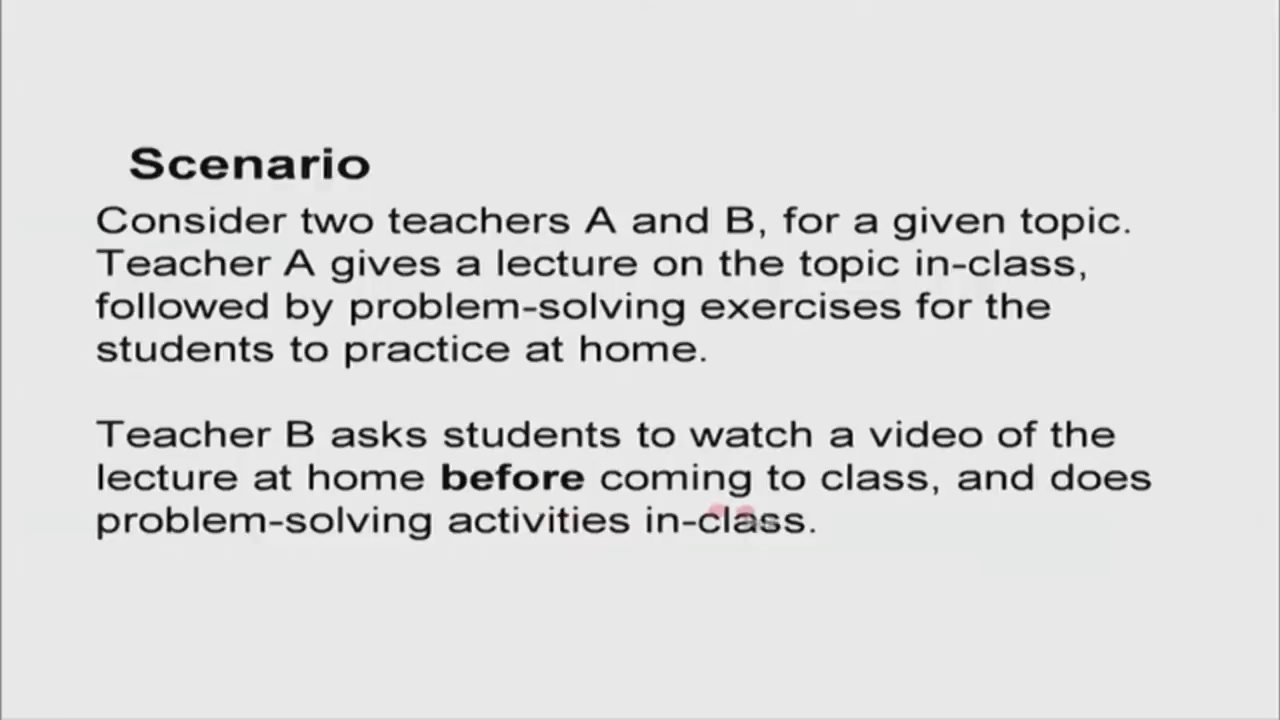 Scenario
Consider two teachers A and B, for a given topic.
Teacher A gives a lecture on the topic in-class,
followed by problem-solving exercises for the
students to practice at home.
Teacher B asks students to watch a video of the
lecture at home before coming to class, and does
problem-solving activities in-class.